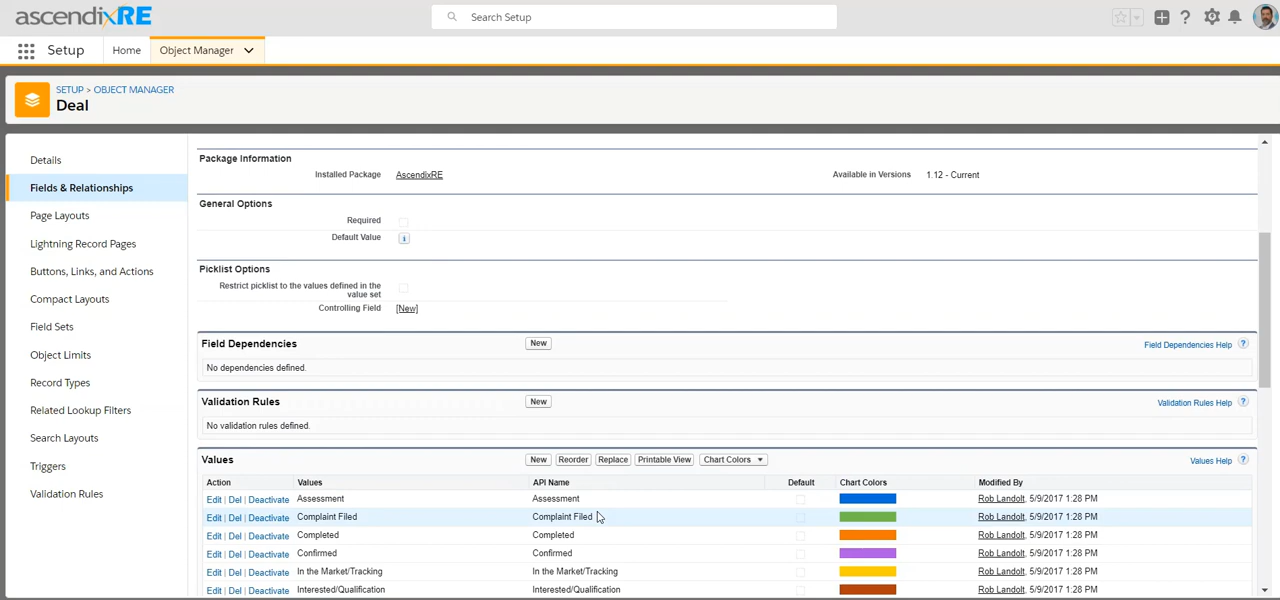 ascendixRE
Search Setup
Setup Home Object Manager
SETUP > OBJECT MANAGER
Deal
Details
Fields & Relationships
Page Layouts
Lightning Record Pages
Buttons, Links, and Actions
Compact Layouts
Field Sets
Object Limits
Record Types
Related Lookup Filters
Search Layouts
Triggers
Validation Rules
Package Information
Installed Package AscendixRE Available in Versions 1.12 - Current
General Options
Required
Default Value
Picklist Options
Restrict picklist to the values defined in the
value set
Controlling Field [New]
Field Dependencies New Field Dependencies Help ?
No dependencies defined.
Validation Rules New Validation Rules Help ?
No validation rules defined.
Values New Reorder Replace Printable View Chart Colors Values Help ?
Action Values API Name Default Chart Colors Modified By
Edit | Del | Deactivate Assessment Assessment Rob Landolt, 5/9/2017 1:28 PM
Edit | Del | Deactivate Complaint Filed Complaint Filed Rob Landolt, 5/9/2017 1:28 PM
Edit | Del | Deactivate Completed Completed Rob Landolt, 5/9/2017 1:28 PM
Edit | Del | Deactivate Confirmed Confirmed Rob Landolt, 5/9/2017 1:28 PM
Edit | Del | Deactivate In the Market/Tracking In the Market/Tracking Rob Landolt, 5/9/2017 1:28 PM
Edit | Del | Deactivate Interested/Qualification Interested/Qualification Rob Landolt, 5/9/2017 1:28 PM